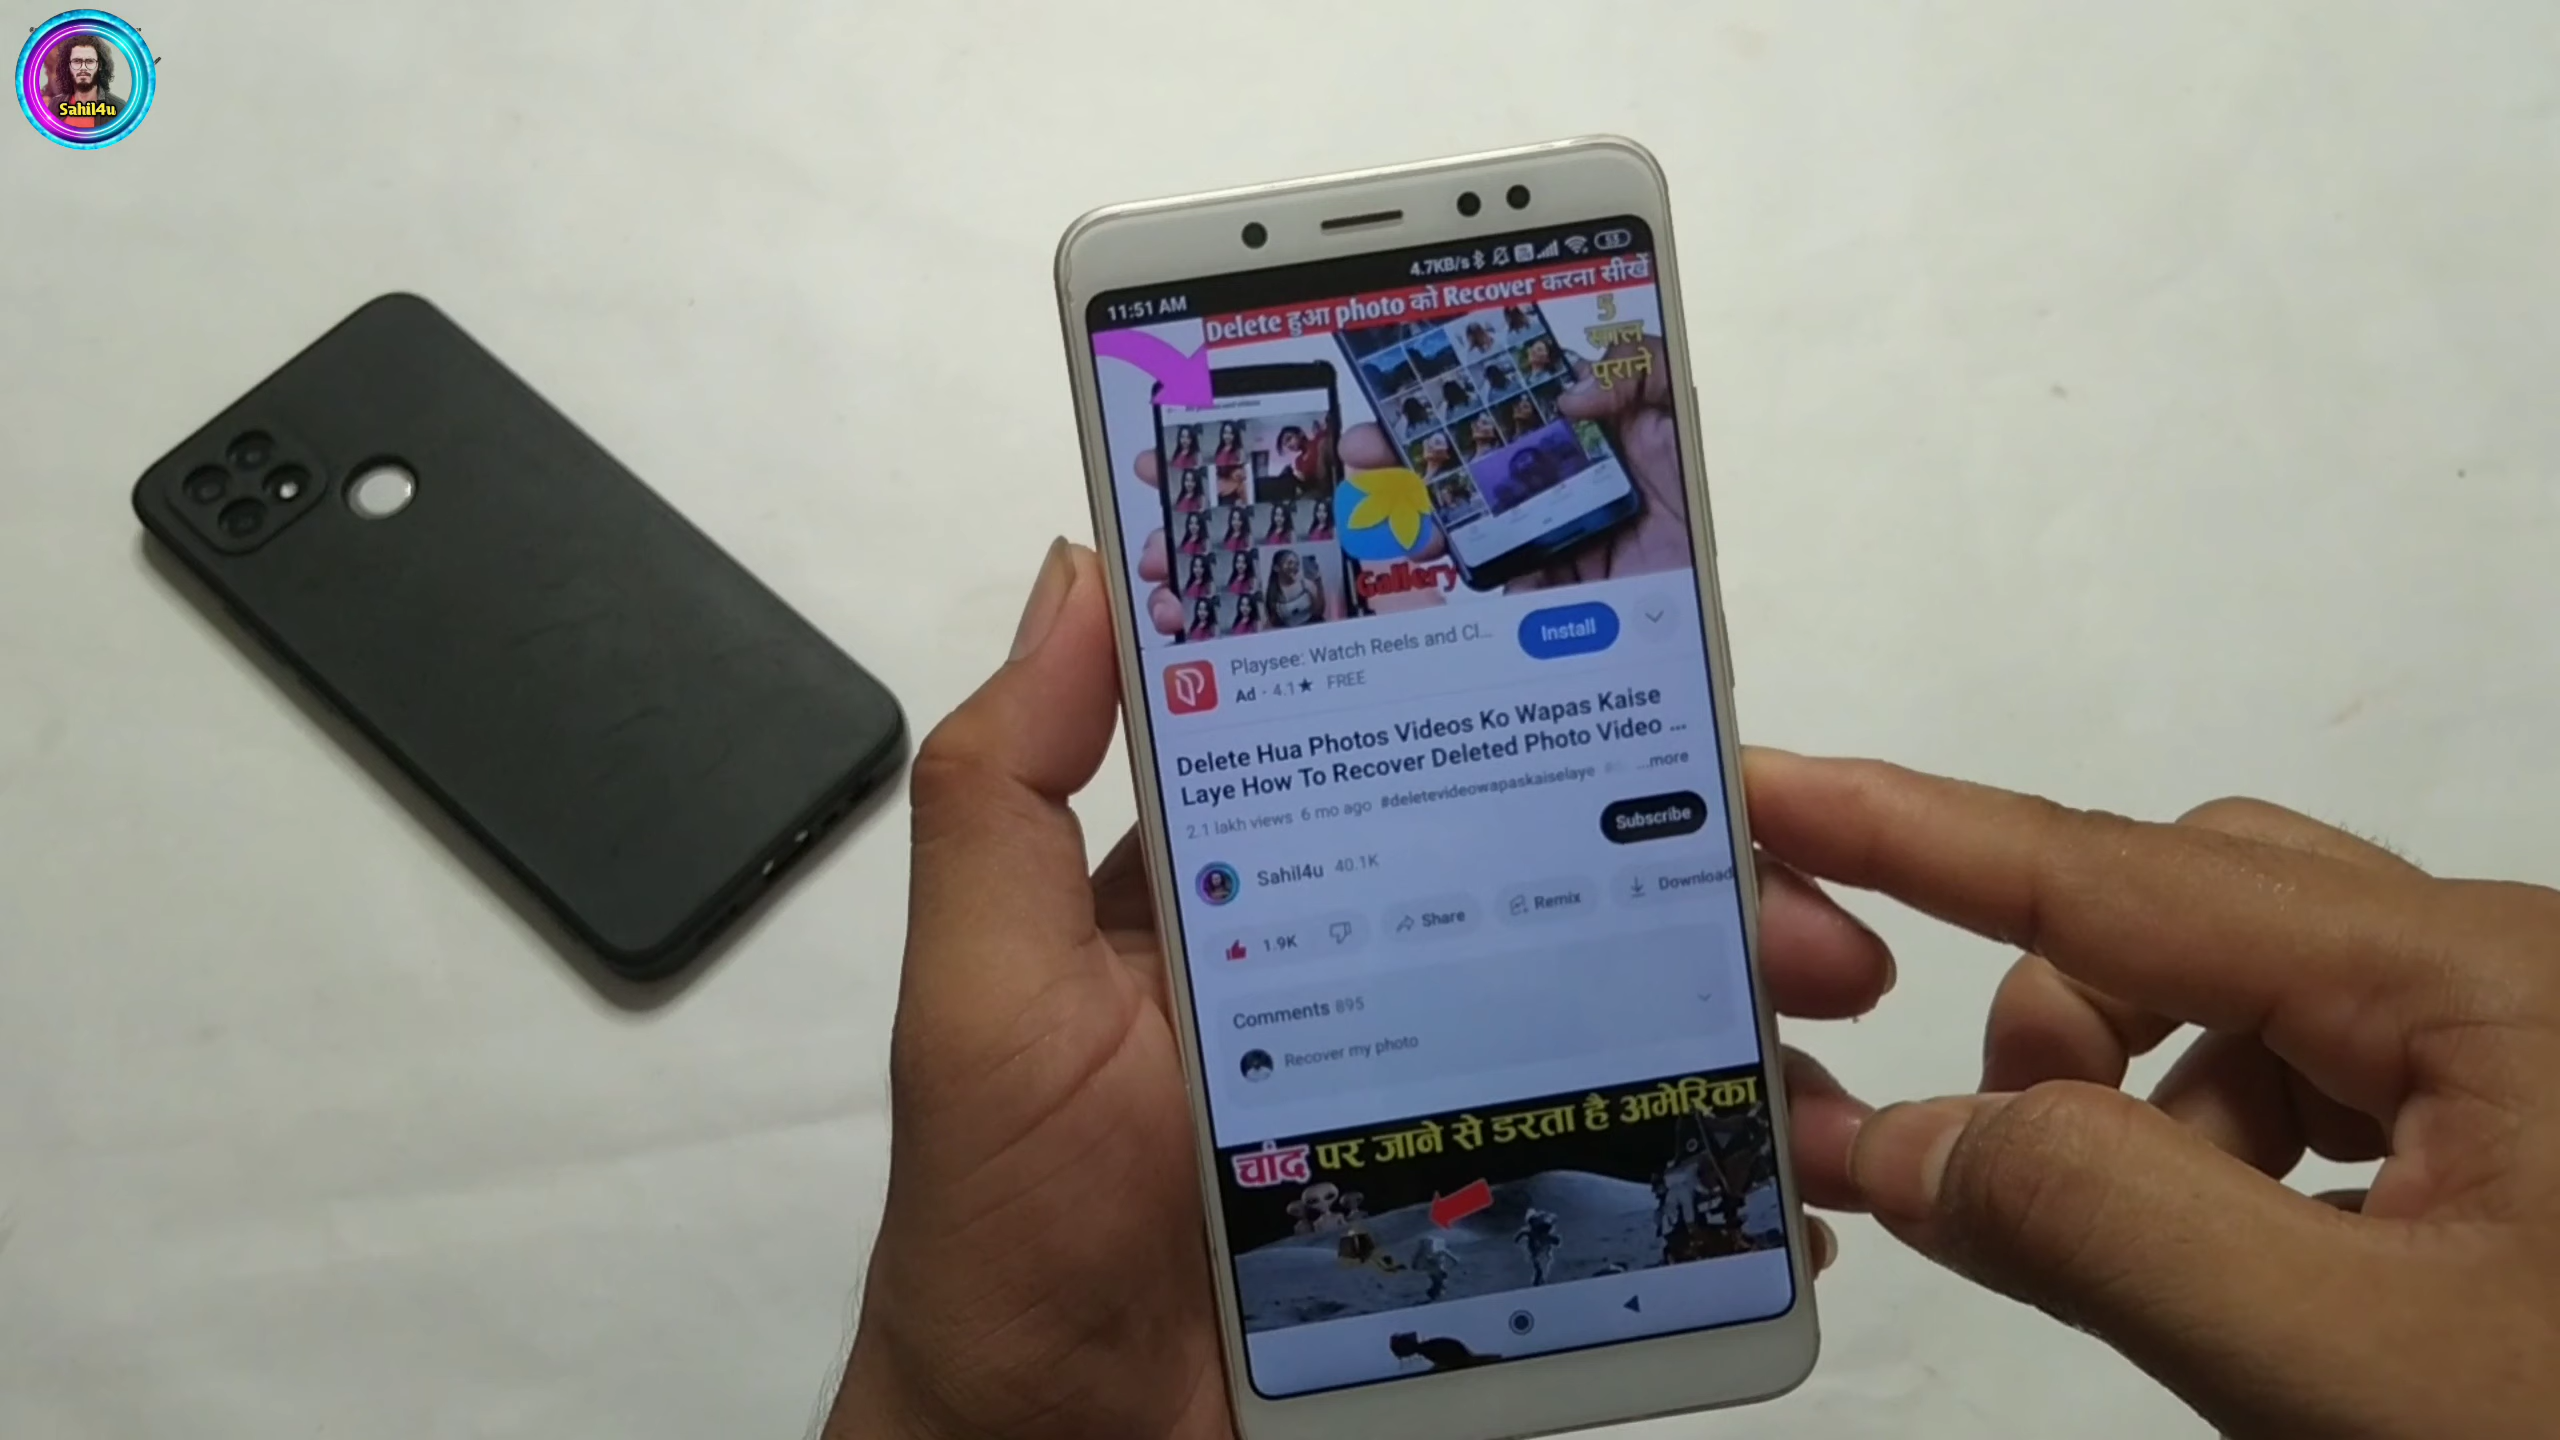 Sahil4u
11:51 AM
4.7KB/s
55
Delete हुआ photo को Recover करना सीखें
5
साल
पुराने
Gallery
Playsee: Watch Reels and Cl...
Ad · 4.1★ FREE
Install
Delete Hua Photos Videos Ko Wapas Kaise
Laye How To Recover Deleted Photo Video ...
2.1 lakh views 6 mo ago #deletevideowapaskaiselaye ...more
Sahil4u 40.1K
Subscribe
1.9K
Share
Remix
Download
Comments 895
Recover my photo
चांद पर जाने से डरता है अमेरिका